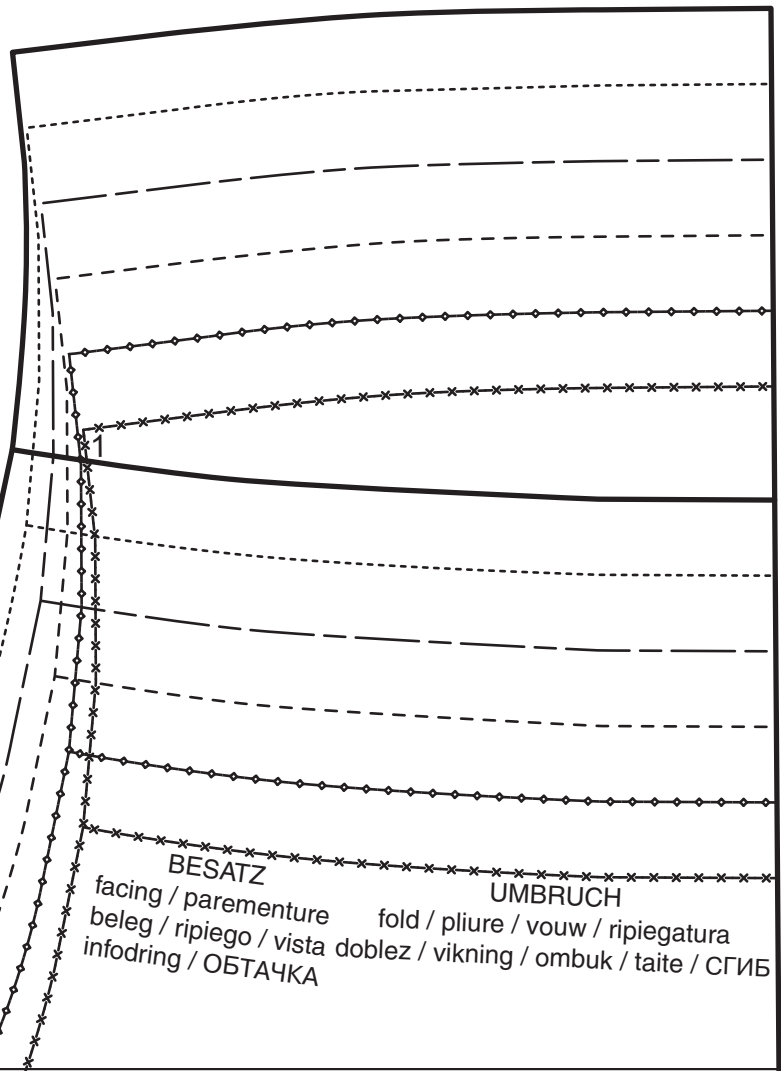 1
BESATZ
facing / parementure
beleg / ripiego / vista
infodring / ОБТАЧКА
UMBRUCH
fold / pliure / vouw / ripiegatura
doblez / vikning / ombuk / taite / СГИБ